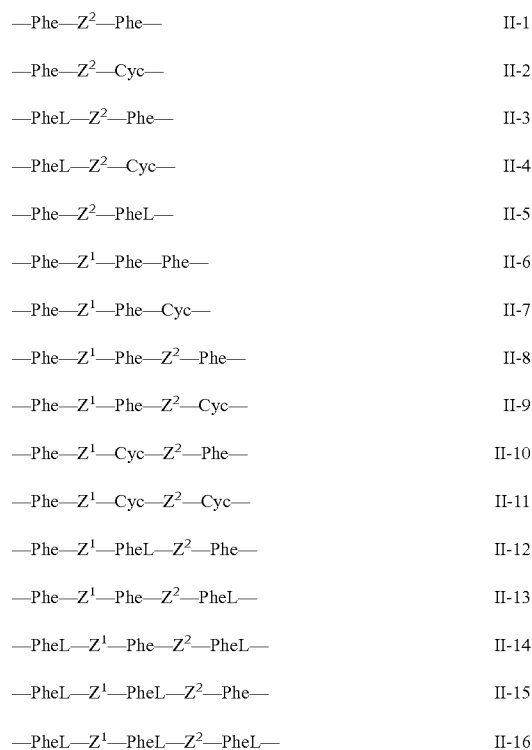 —Phe—Z²—Phe— II-1
—Phe—Z²—Cyc— II-2
—PheL—Z²—Phe— II-3
—PheL—Z²—Cyc— II-4
—Phe—Z²—PheL— II-5
—Phe—Z¹—Phe—Phe— II-6
—Phe—Z¹—Phe—Cyc— II-7
—Phe—Z¹—Phe—Z²—Phe— II-8
—Phe—Z¹—Phe—Z²—Cyc— II-9
—Phe—Z¹—Cyc—Z²—Phe— II-10
—Phe—Z¹—Cyc—Z²—Cyc— II-11
—Phe—Z¹—PheL—Z²—Phe— II-12
—Phe—Z¹—Phe—Z²—PheL— II-13
—PheL—Z¹—Phe—Z²—PheL— II-14
—PheL—Z¹—PheL—Z²—Phe— II-15
—PheL—Z¹—PheL—Z²—PheL— II-16